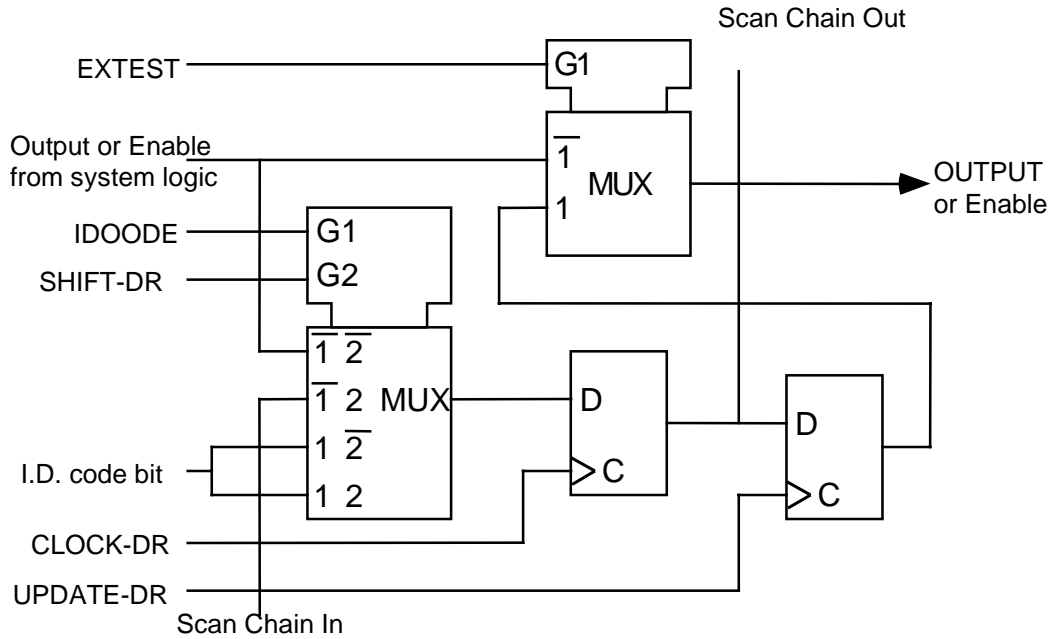 Scan Chain Out
EXTEST
G1
Output or Enable
from system logic
1
MUX
1
OUTPUT
or Enable
IDOODE
G1
SHIFT-DR
G2
1 2
1 2 MUX
1 2
1 2
I.D. code bit
D
C
D
C
CLOCK-DR
UPDATE-DR
Scan Chain In